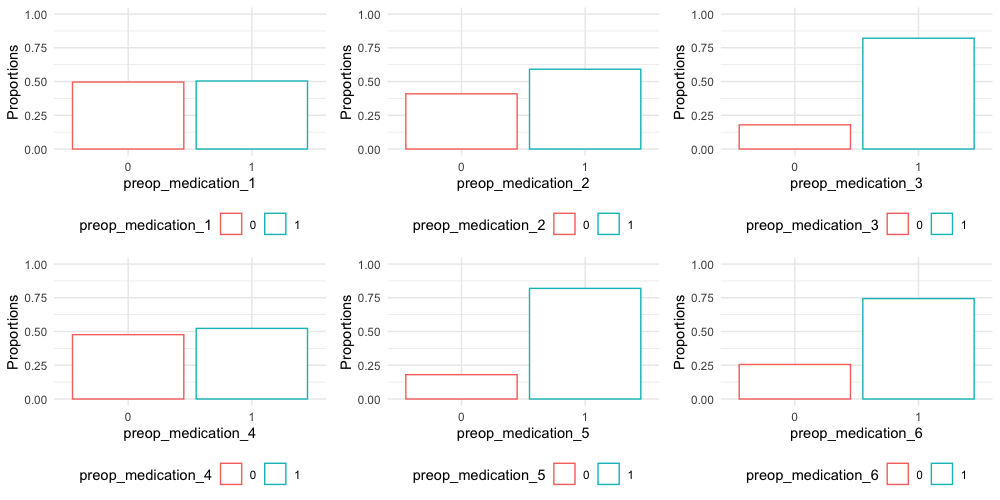 Proportions
1.00
0.75
0.50
0.25
0.00
0 1
preop_medication_1
preop_medication_1 0 1
Proportions
1.00
0.75
0.50
0.25
0.00
0 1
preop_medication_2
preop_medication_2 0 1
Proportions
1.00
0.75
0.50
0.25
0.00
0 1
preop_medication_3
preop_medication_3 0 1
Proportions
1.00
0.75
0.50
0.25
0.00
0 1
preop_medication_4
preop_medication_4 0 1
Proportions
1.00
0.75
0.50
0.25
0.00
0 1
preop_medication_5
preop_medication_5 0 1
Proportions
1.00
0.75
0.50
0.25
0.00
0 1
preop_medication_6
preop_medication_6 0 1